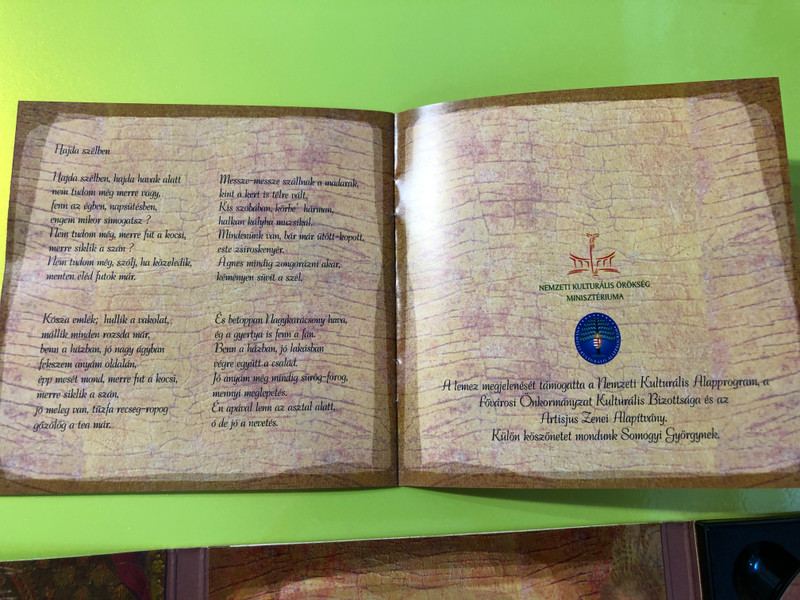 Hajda szélben
Hajda szélben, hajda havak alatt
nem tudom még merre vagy,
fenn az égben, napsütésben,
engem mikor simogatsz ?
Nem tudom még, merre fut a kocsi,
merre siklik a szán ?
Nem tudom még, szólj, ha közeledik,
menten eléd futok már.
Kósza emlék; hullik a vakolat,
mállik minden rozsda már,
benn a házban, jó nagy ágyban
fekszem anyám oldalán,
épp mesét mond, merre fut a kocsi,
merre siklik a szán,
jó meleg van, tűzfa recseg-ropog
gőzölög a tea már.
Messze-messze szállnak a madarak,
kint a kert is télre vált,
Kis szobában, körbe' hárman,
halkan kályha muzsikál.
Mindenünk van, bár már ütött-kopott,
este zsíroskenyér.
Ágnes mindig zongorázni akar,
keményen süvít a szél.
És betoppan Nagykarácsony hava,
ég a gyertya is fenn a fán.
Benn a házban, jó lakásban
végre együtt a család.
Jó anyám még mindig sürög-forog,
mennyi meglepetés.
Én apával lenn az asztal alatt,
ó de jó a nevetés.
NEMZETI KULTURÁLIS ÖRÖKSÉG
MINISZTÉRIUMA
A lemez megjelenését támogatta a Nemzeti Kulturális Alapprogram, a
Fővárosi Önkormányzat Kulturális Bizottsága és az
Artisjus Zenei Alapítvány.
Külön köszönetet mondunk Somogyi Györgynek.